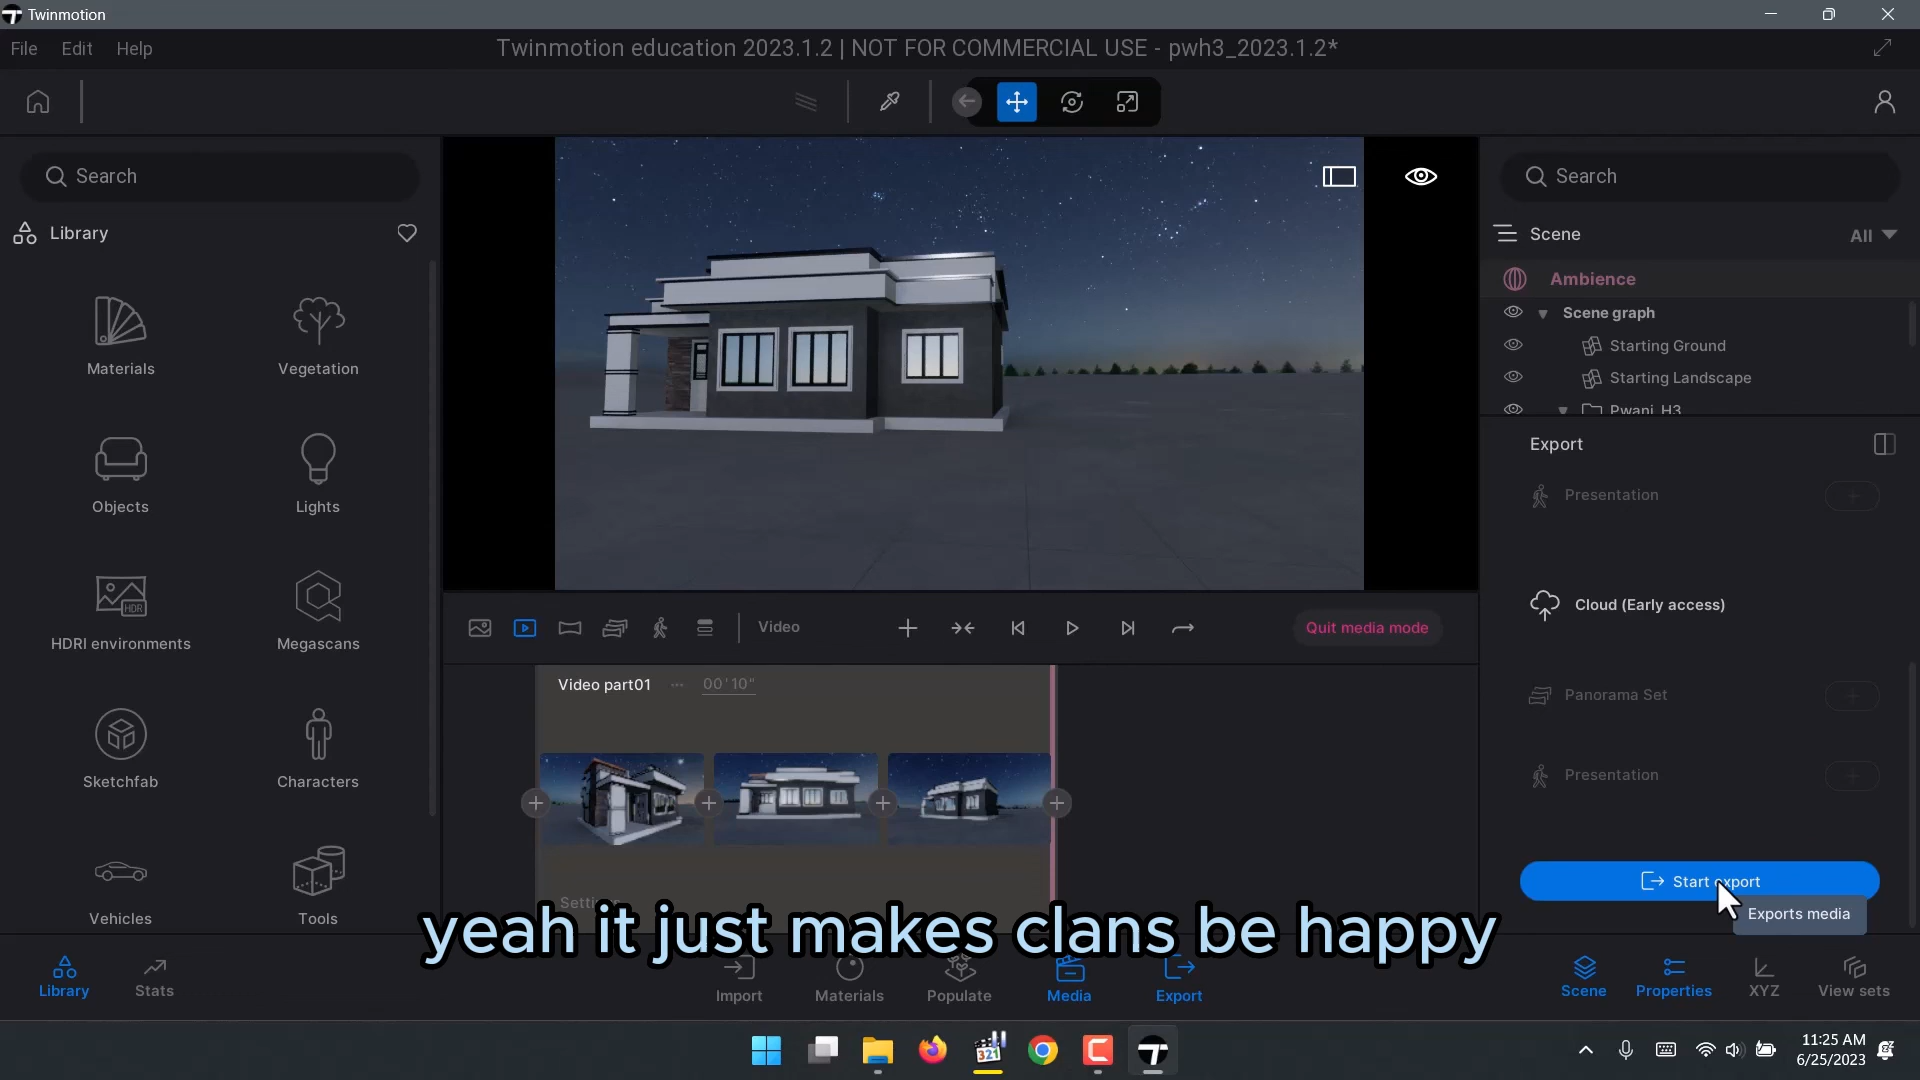 Twinmotion
File Edit Help
Twinmotion education 2023.1.2 | NOT FOR COMMERCIAL USE - pwh3_2023.1.2*
Search
Library
Materials
Vegetation
Objects
Lights
HDR
HDRI environments
Megascans
Sketchfab
Characters
Vehicles
Tools
Video
Quit media mode
Video part01 ... 00'10"
Search
Scene
All
Ambience
Scene graph
Starting Ground
Starting Landscape
Pwani_H3
Export
Presentation
Cloud (Early access)
Panorama Set
Presentation
Start export
Exports media
yeah it just makes clans be happy
Library
Stats
Import
Materials
Populate
Media
Export
Scene
Properties
XYZ
View sets
321
11:25 AM
6/25/2023